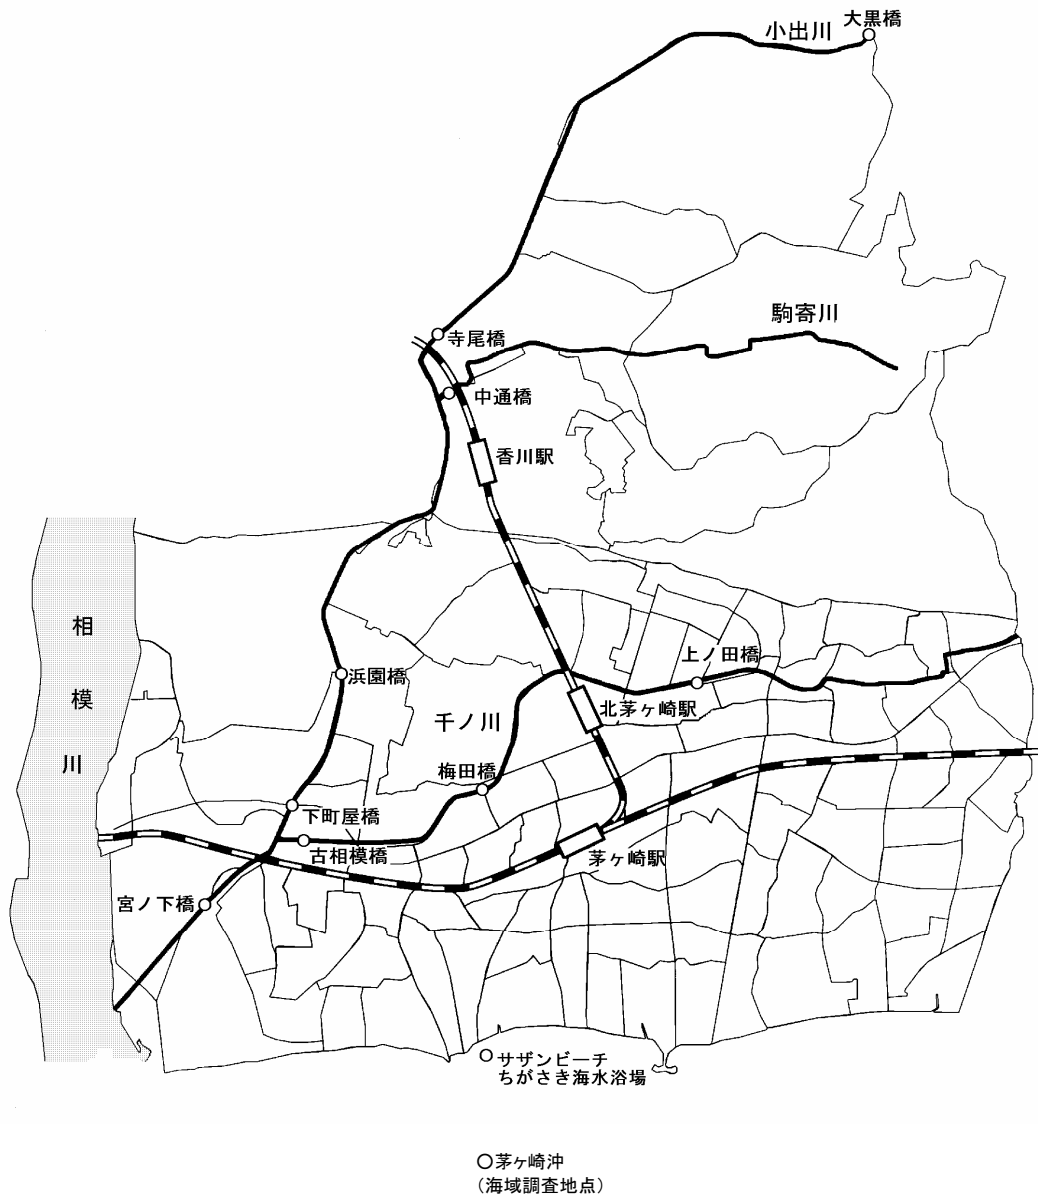 大黒橋
小出川
駒寄川
寺尾橋
中通橋
香川駅
相模川
上ノ田橋
浜園橋
北茅ヶ崎駅
千ノ川
梅田橋
下町屋橋
古相模橋
茅ヶ崎駅
宮ノ下橋
サザンビーチ
ちがさき海水浴場
茅ヶ崎沖
(海域調査地点)